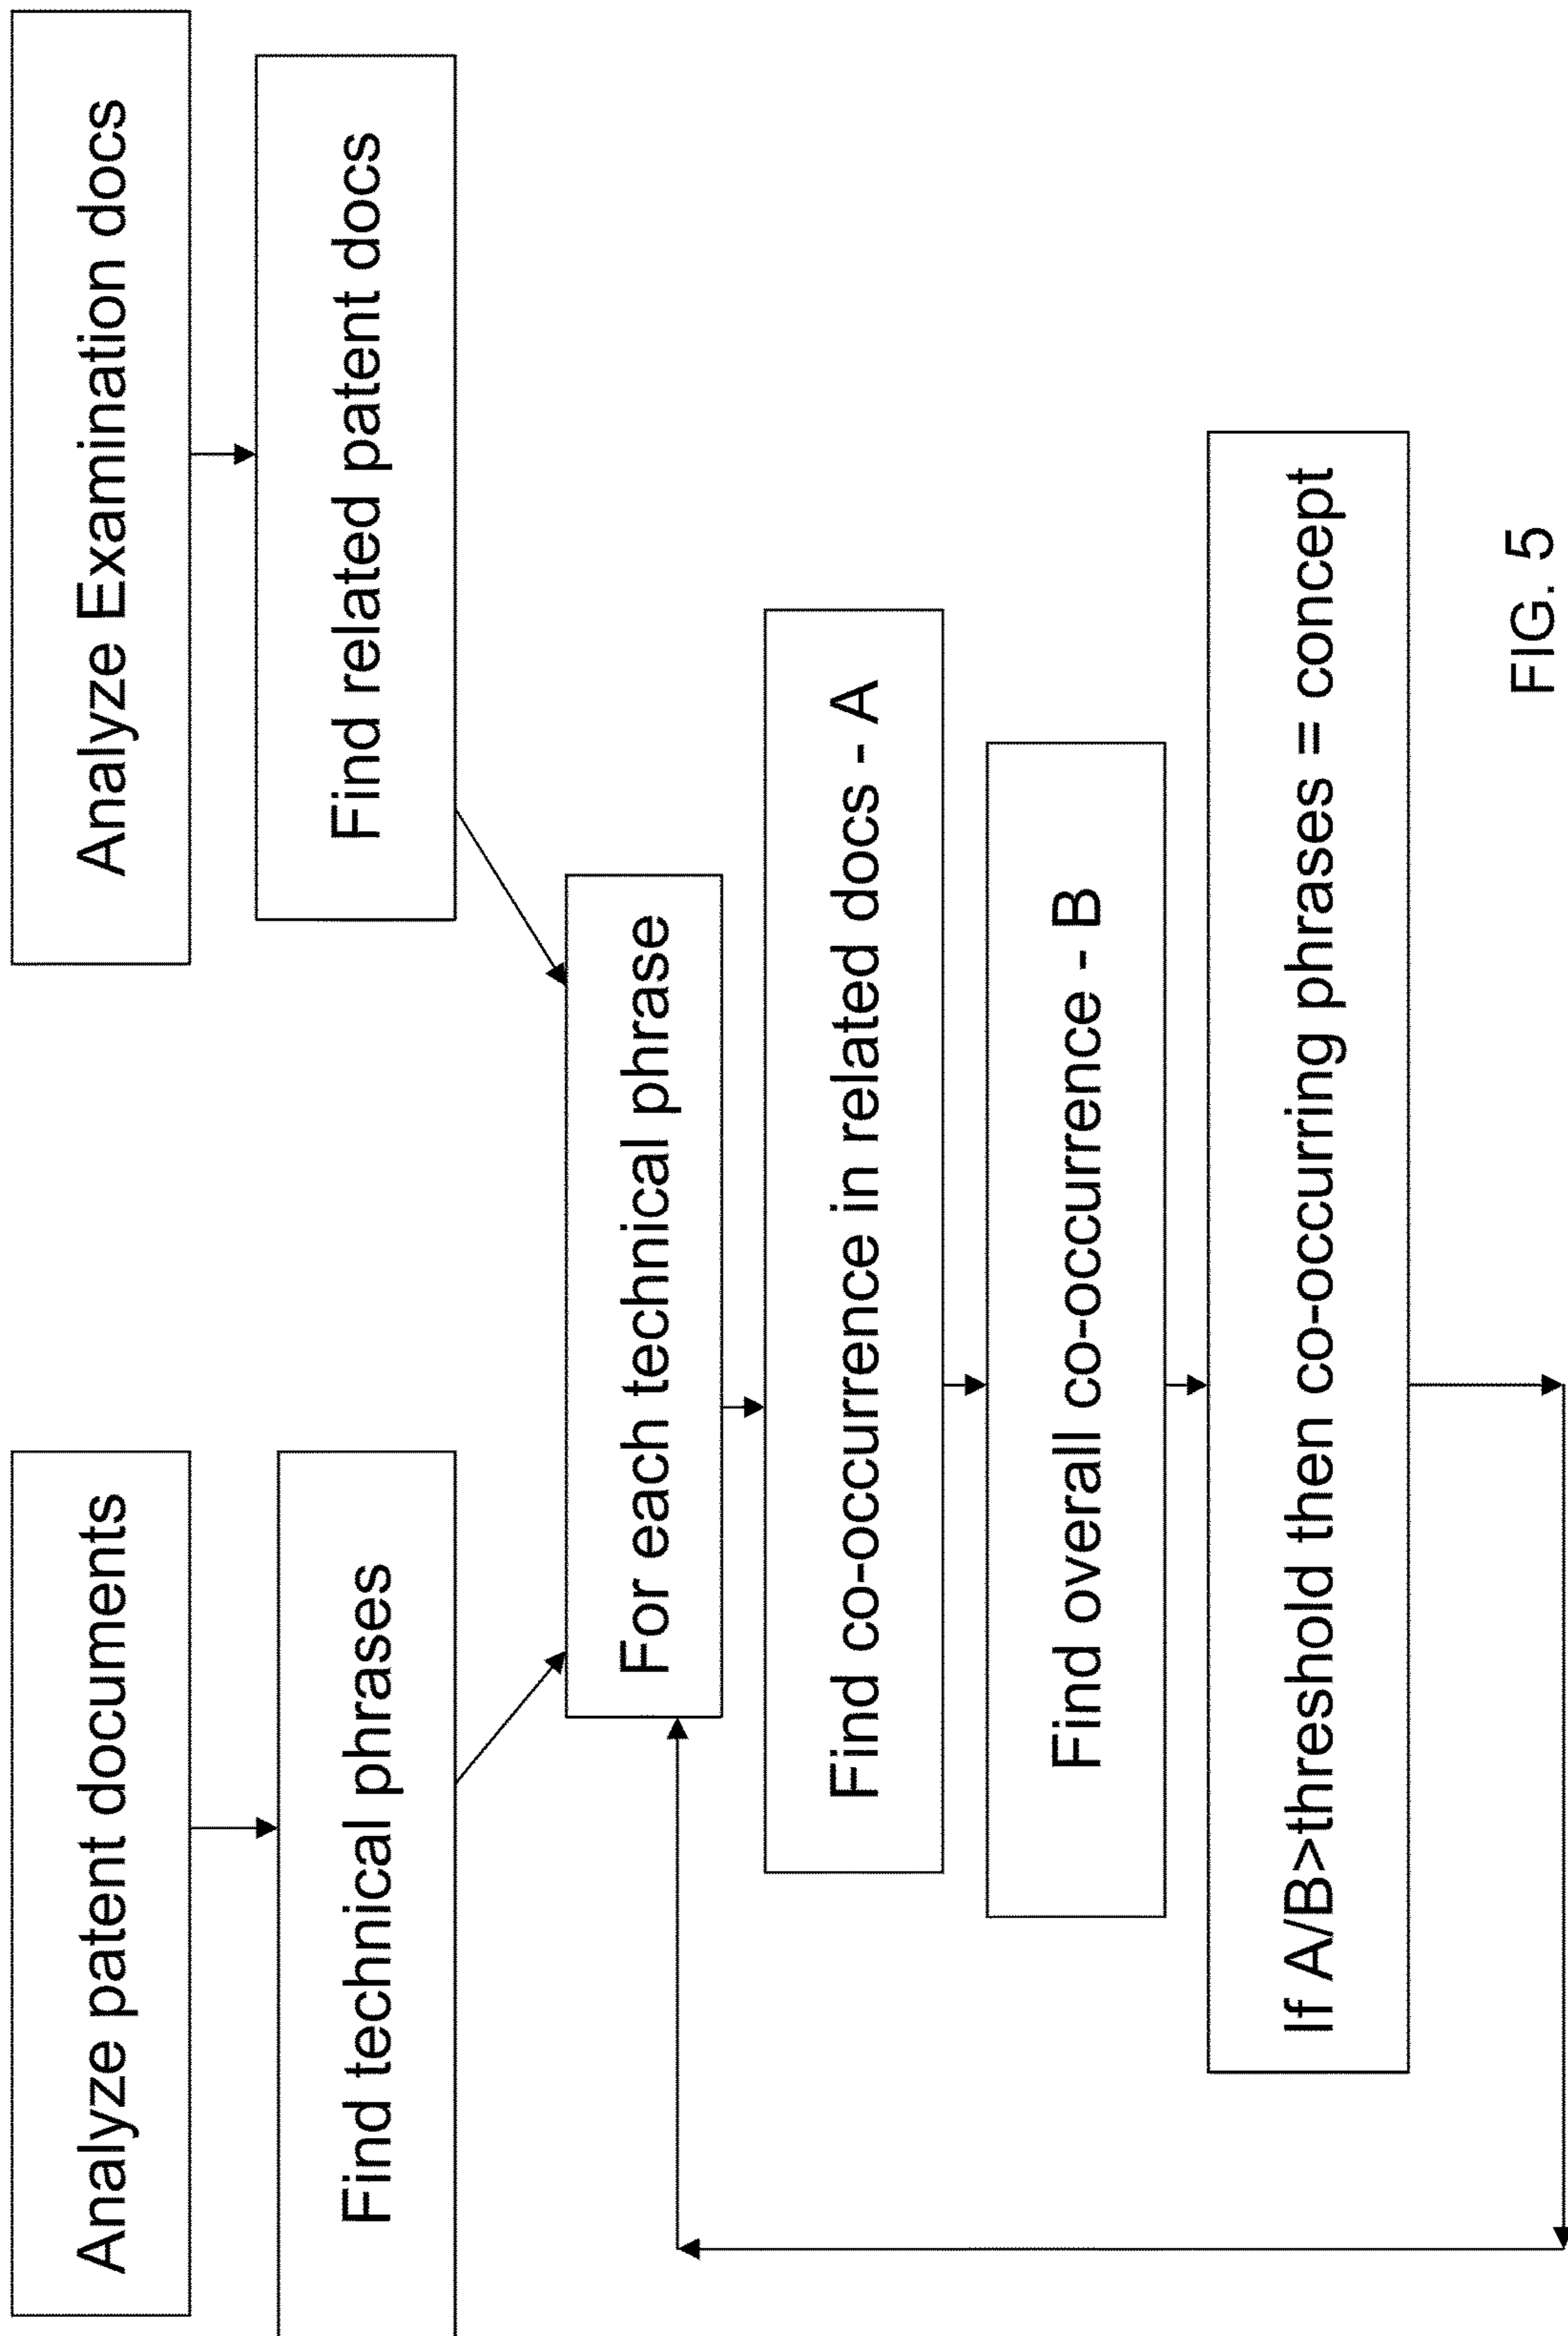 Analyze patent documents
Analyze Examination docs
Find technical phrases
Find related patent docs
For each technical phrase
Find co-occurrence in related docs - A
Find overall co-occurrence - B
If A/B>threshold then co-occurring phrases = concept
FIG. 5